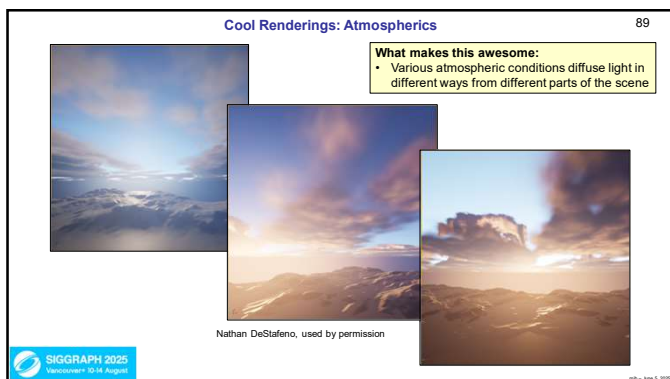 Cool Renderings: Atmospherics
89
What makes this awesome:
• Various atmospheric conditions diffuse light in
different ways from different parts of the scene
Nathan DeStafeno, used by permission
SIGGRAPH 2025
Vancouver+ 10-14 August